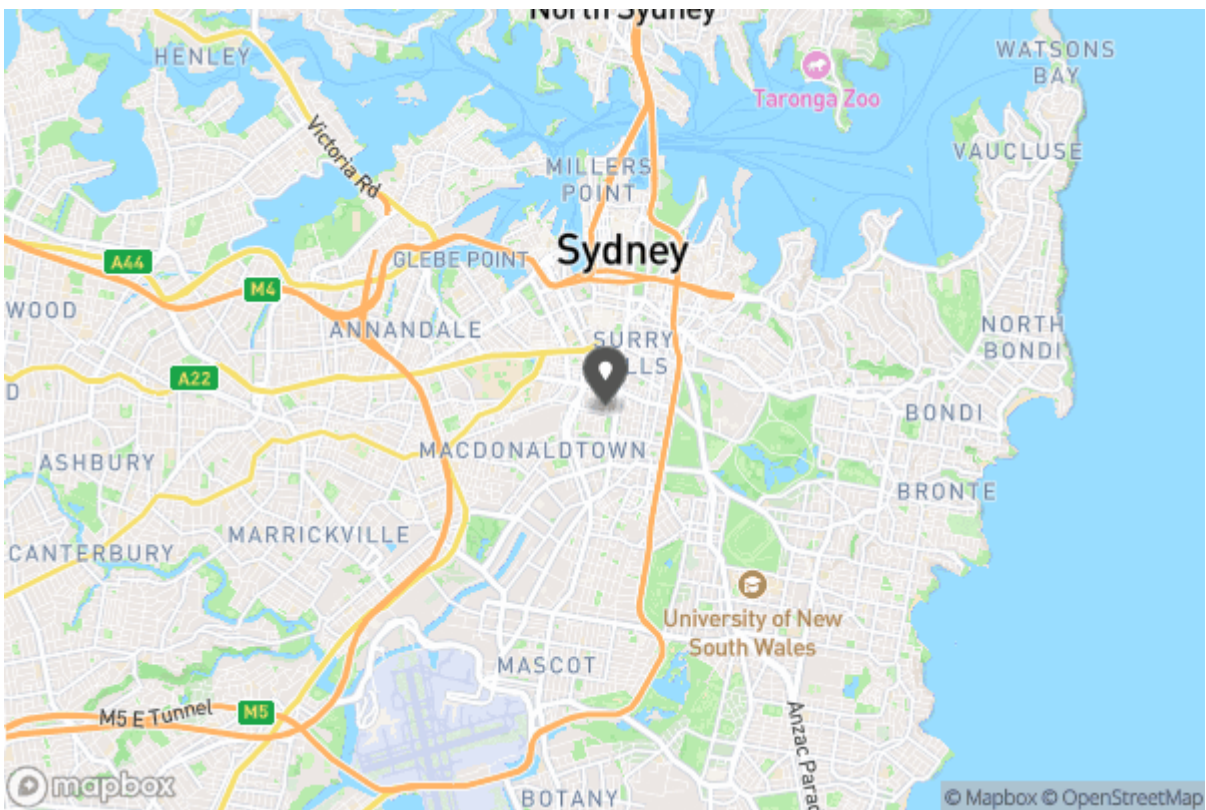 North Sydney
HENLEY
WATSONS
BAY
Taronga Zoo
Victoria Rd
VAUCLUSE
MILLERS
POINT
Sydney
A44
GLEBE POINT
M4
WOOD
ANNANDALE
SURRY
HILLS
NORTH
BONDI
A22
D
BONDI
MACDONALDTOWN
ASHBURY
BRONTE
MARRICKVILLE
CANTERBURY
University of New
South Wales
MASCOT
M5 E Tunnel
M5
Anzac Parad
mapbox
BOTANY
© Mapbox © OpenStreetMap